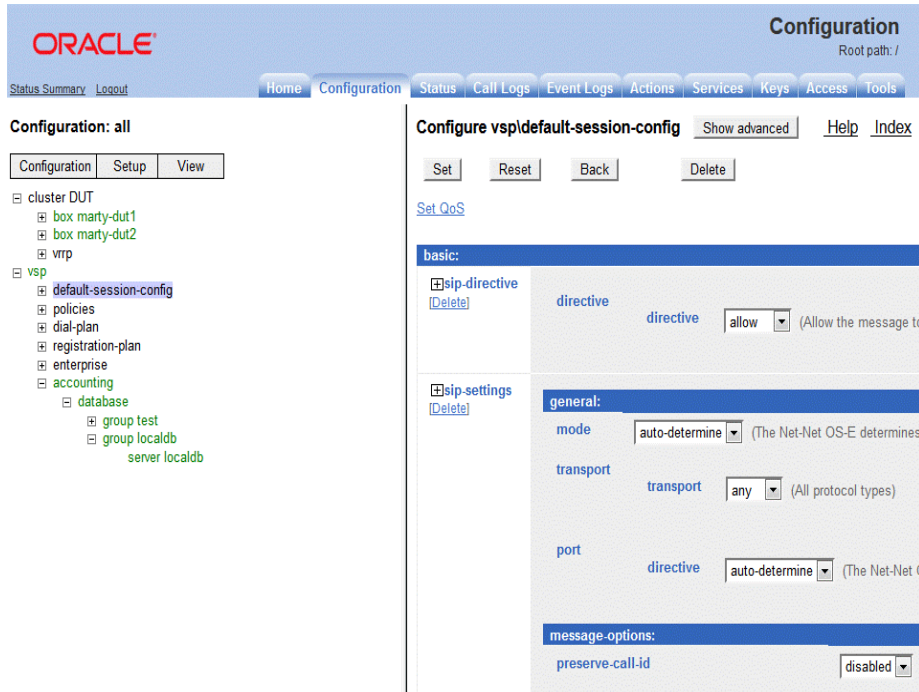 ORACLE
Configuration
Root path: /
Status Summary Logout
Home Configuration Status Call Logs Event Logs Actions Services Keys Access Tools
Configuration: all
Configuration Setup View
cluster DUT
box marty-dut1
box marty-dut2
vrrp
vsp
default-session-config
policies
dial-plan
registration-plan
enterprise
accounting
database
group test
group localdb
server localdb
Configure vsp\default-session-config Show advanced Help Index
Set Reset Back Delete
Set QoS
basic:
sip-directive
[Delete]
directive
directive allow (Allow the message to
sip-settings
[Delete]
general:
mode auto-determine (The Net-Net OS-E determines
transport
transport any (All protocol types)
port
directive auto-determine (The Net-Net
message-options:
preserve-call-id disabled